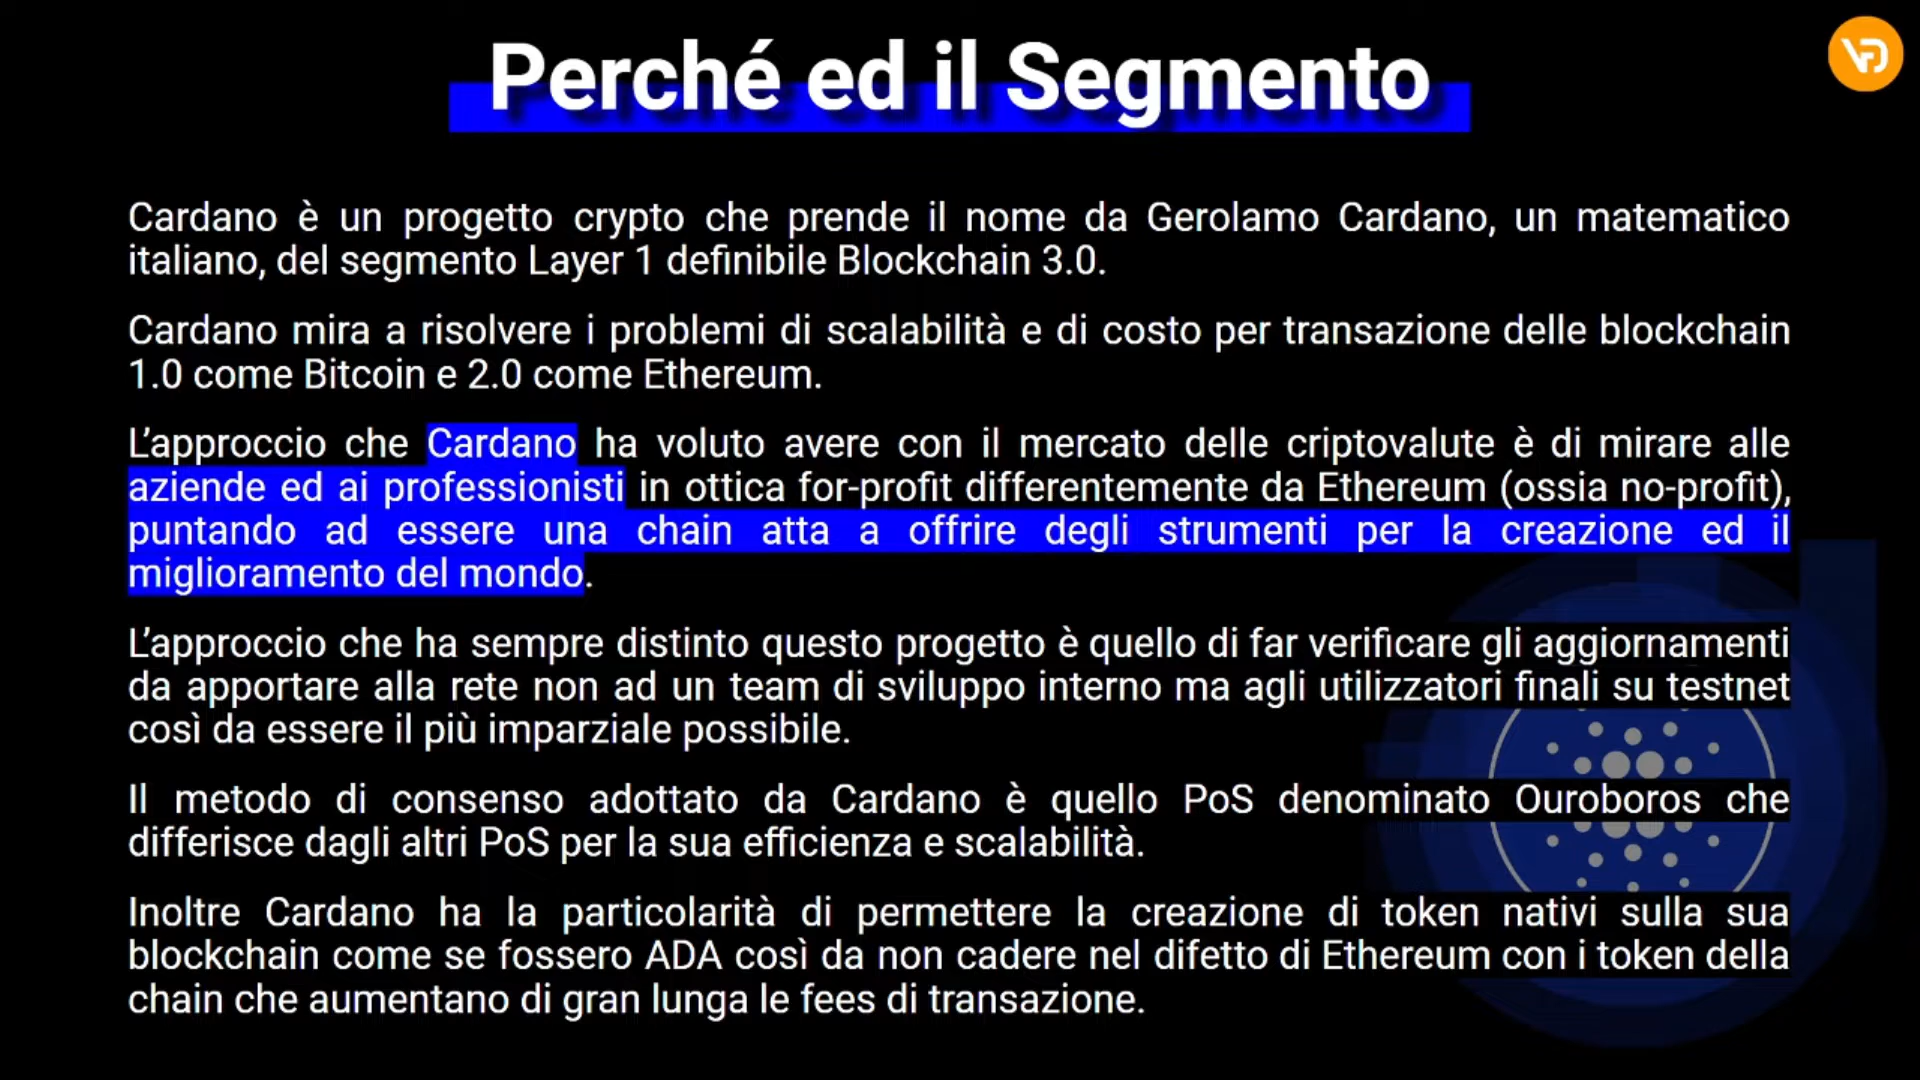 Perché ed il Segmento
Cardano è un progetto crypto che prende il nome da Gerolamo Cardano, un matematico
italiano, del segmento Layer 1 definibile Blockchain 3.0.
Cardano mira a risolvere i problemi di scalabilità e di costo per transazione delle blockchain
1.0 come Bitcoin e 2.0 come Ethereum.
L’approccio che Cardano ha voluto avere con il mercato delle criptovalute è di mirare alle
aziende ed ai professionisti in ottica for-profit differentemente da Ethereum (ossia no-profit),
puntando ad essere una chain atta a offrire degli strumenti per la creazione ed il
miglioramento del mondo.
L’approccio che ha sempre distinto questo progetto è quello di far verificare gli aggiornamenti
da apportare alla rete non ad un team di sviluppo interno ma agli utilizzatori finali su testnet
così da essere il più imparziale possibile.
Il metodo di consenso adottato da Cardano è quello PoS denominato Ouroboros che
differisce dagli altri PoS per la sua efficienza e scalabilità.
Inoltre Cardano ha la particolarità di permettere la creazione di token nativi sulla sua
blockchain come se fossero ADA così da non cadere nel difetto di Ethereum con i token della
chain che aumentano di gran lunga le fees di transazione.